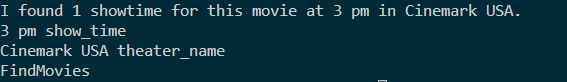 I found 1 showtime for this movie at 3 pm in Cinemark USA.
3 pm show_time
Cinemark USA theater_name
FindMovies